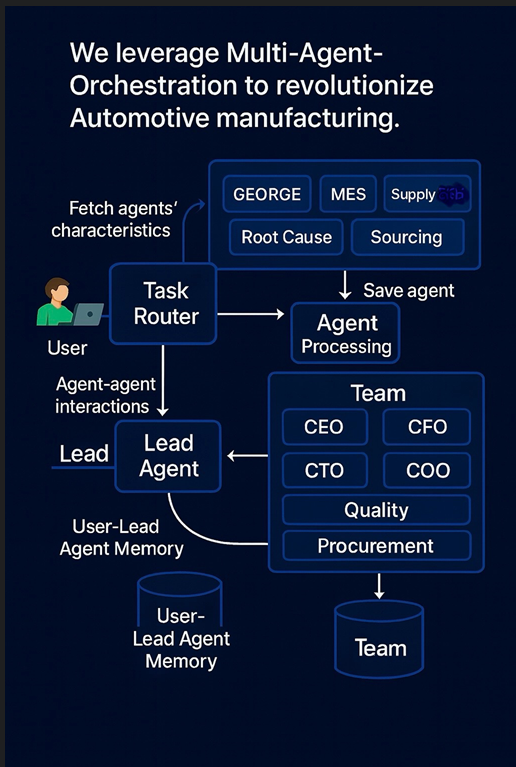 We leverage Multi-Agent-
Orchestration to revolutionize
Automotive manufacturing.
GEORGE
MES
Supply
Root Cause
Sourcing
Fetch agents’
characteristics
Task
Router
User
Save agent
Agent
Processing
Agent-agent
interactions
Lead
Lead
Agent
Team
CEO
CFO
CTO
COO
Quality
Procurement
User-Lead
Agent Memory
User-
Lead Agent
Memory
Team